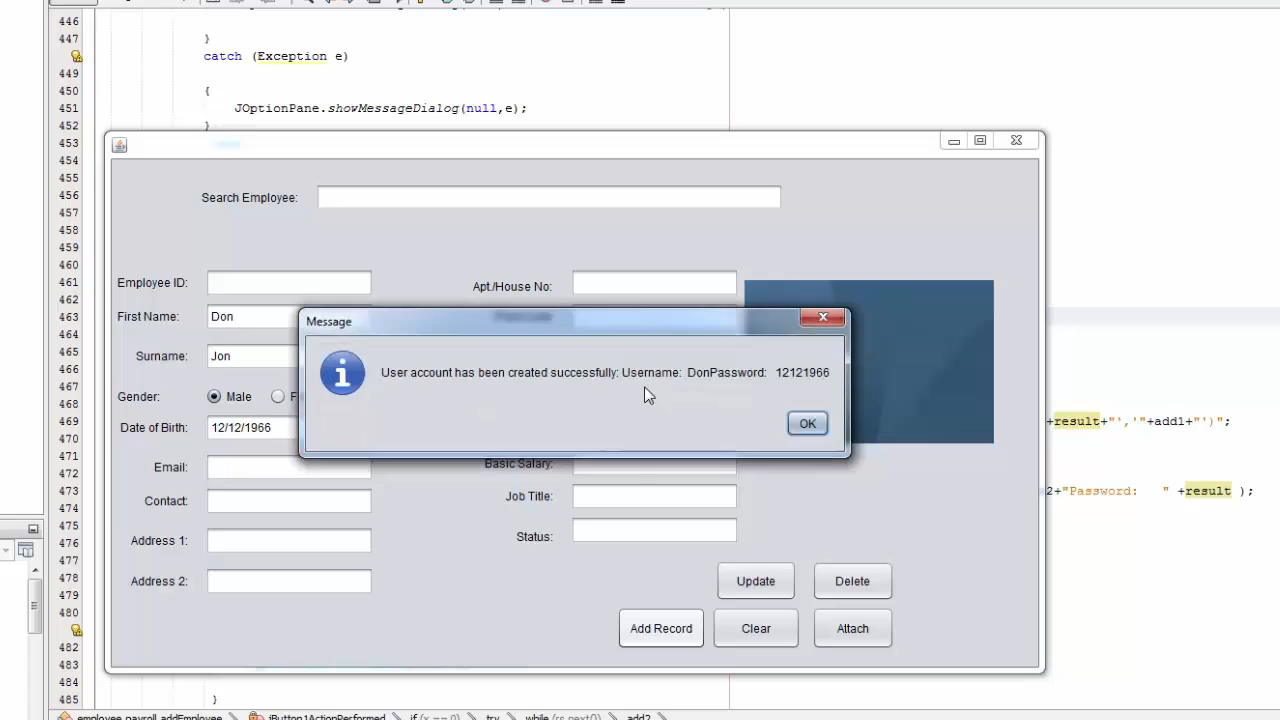 446
447
}
catch (Exception e)
449
450
{
451
JOptionPane.showMessageDialog(null,e);
452
}
453
454
455
456
457
458
459
460
461
462
463
464
465
466
467
468
469
470
471
472
473
474
475
476
477
478
479
480
482
483
484
485
}
Search Employee:
Employee ID:
Apt./House No:
First Name:
Don
Surname:
Jon
Gender:
Male
F
Date of Birth:
12/12/1966
Email:
Basic Salary:
Contact:
Job Title:
Address 1:
Status:
Address 2:
Update
Delete
Add Record
Clear
Attach
Message
User account has been created successfully: Username: DonPassword: 12121966
OK
+result+"','"+add1+"')";
2+"Password: " +result );
employee.payroll.addEmployee
jButton1ActionPerformed
if (x == 0)
try
while (rs.next())
add2